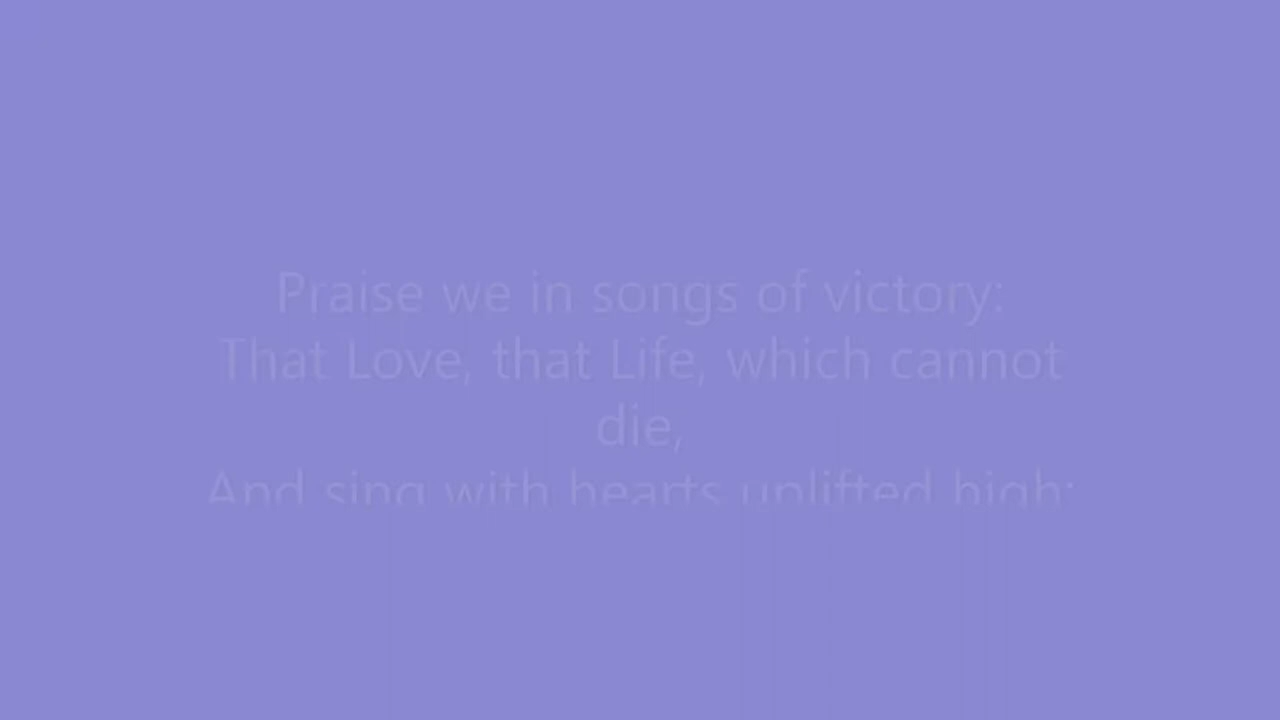 Praise we in songs of victory:
That Love, that Life, which cannot
die,
And sing with hearts uplifted high: